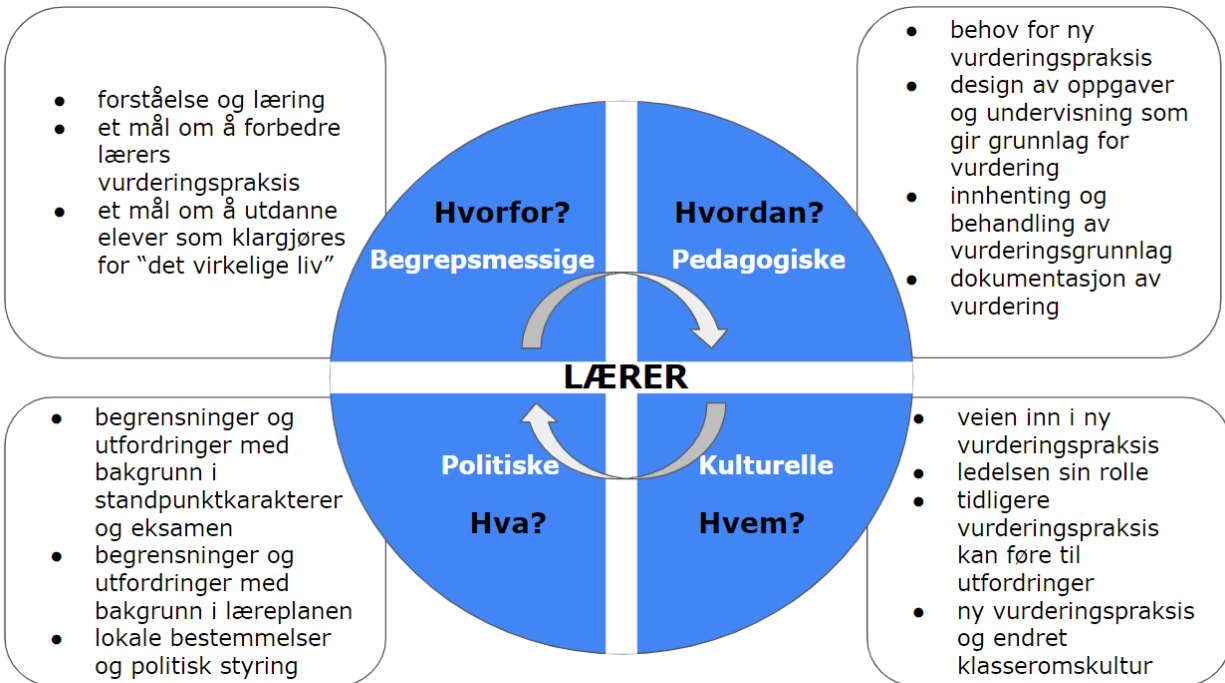 ● forståelse og læring
● et mål om å forbedre
lærers
vurderingspraksis
● et mål om å utdanne
elever som klargjøres
for “det virkelige liv”
Hvorfor?
Begrepsmessige
Hvordan?
Pedagogiske
● behov for ny
vurderingspraksis
● design av oppgaver
og undervisning som
gir grunnlag for
vurdering
● innhenting og
behandling av
vurderingsgrunnlag
● dokumentasjon av
vurdering
LÆRER
● begrensninger og
utfordringer med
bakgrunn i
standpunktkarakterer
og eksamen
● begrensninger og
utfordringer med
bakgrunn i læreplanen
● lokale bestemmelser
og politisk styring
Politiske
Hva?
Kulturelle
Hvem?
● veien inn i ny
vurderingspraksis
● ledelsen sin rolle
● tidligere
vurderingspraksis
kan føre til
utfordringer
● ny vurderingspraksis
og endret
klasseromskultur